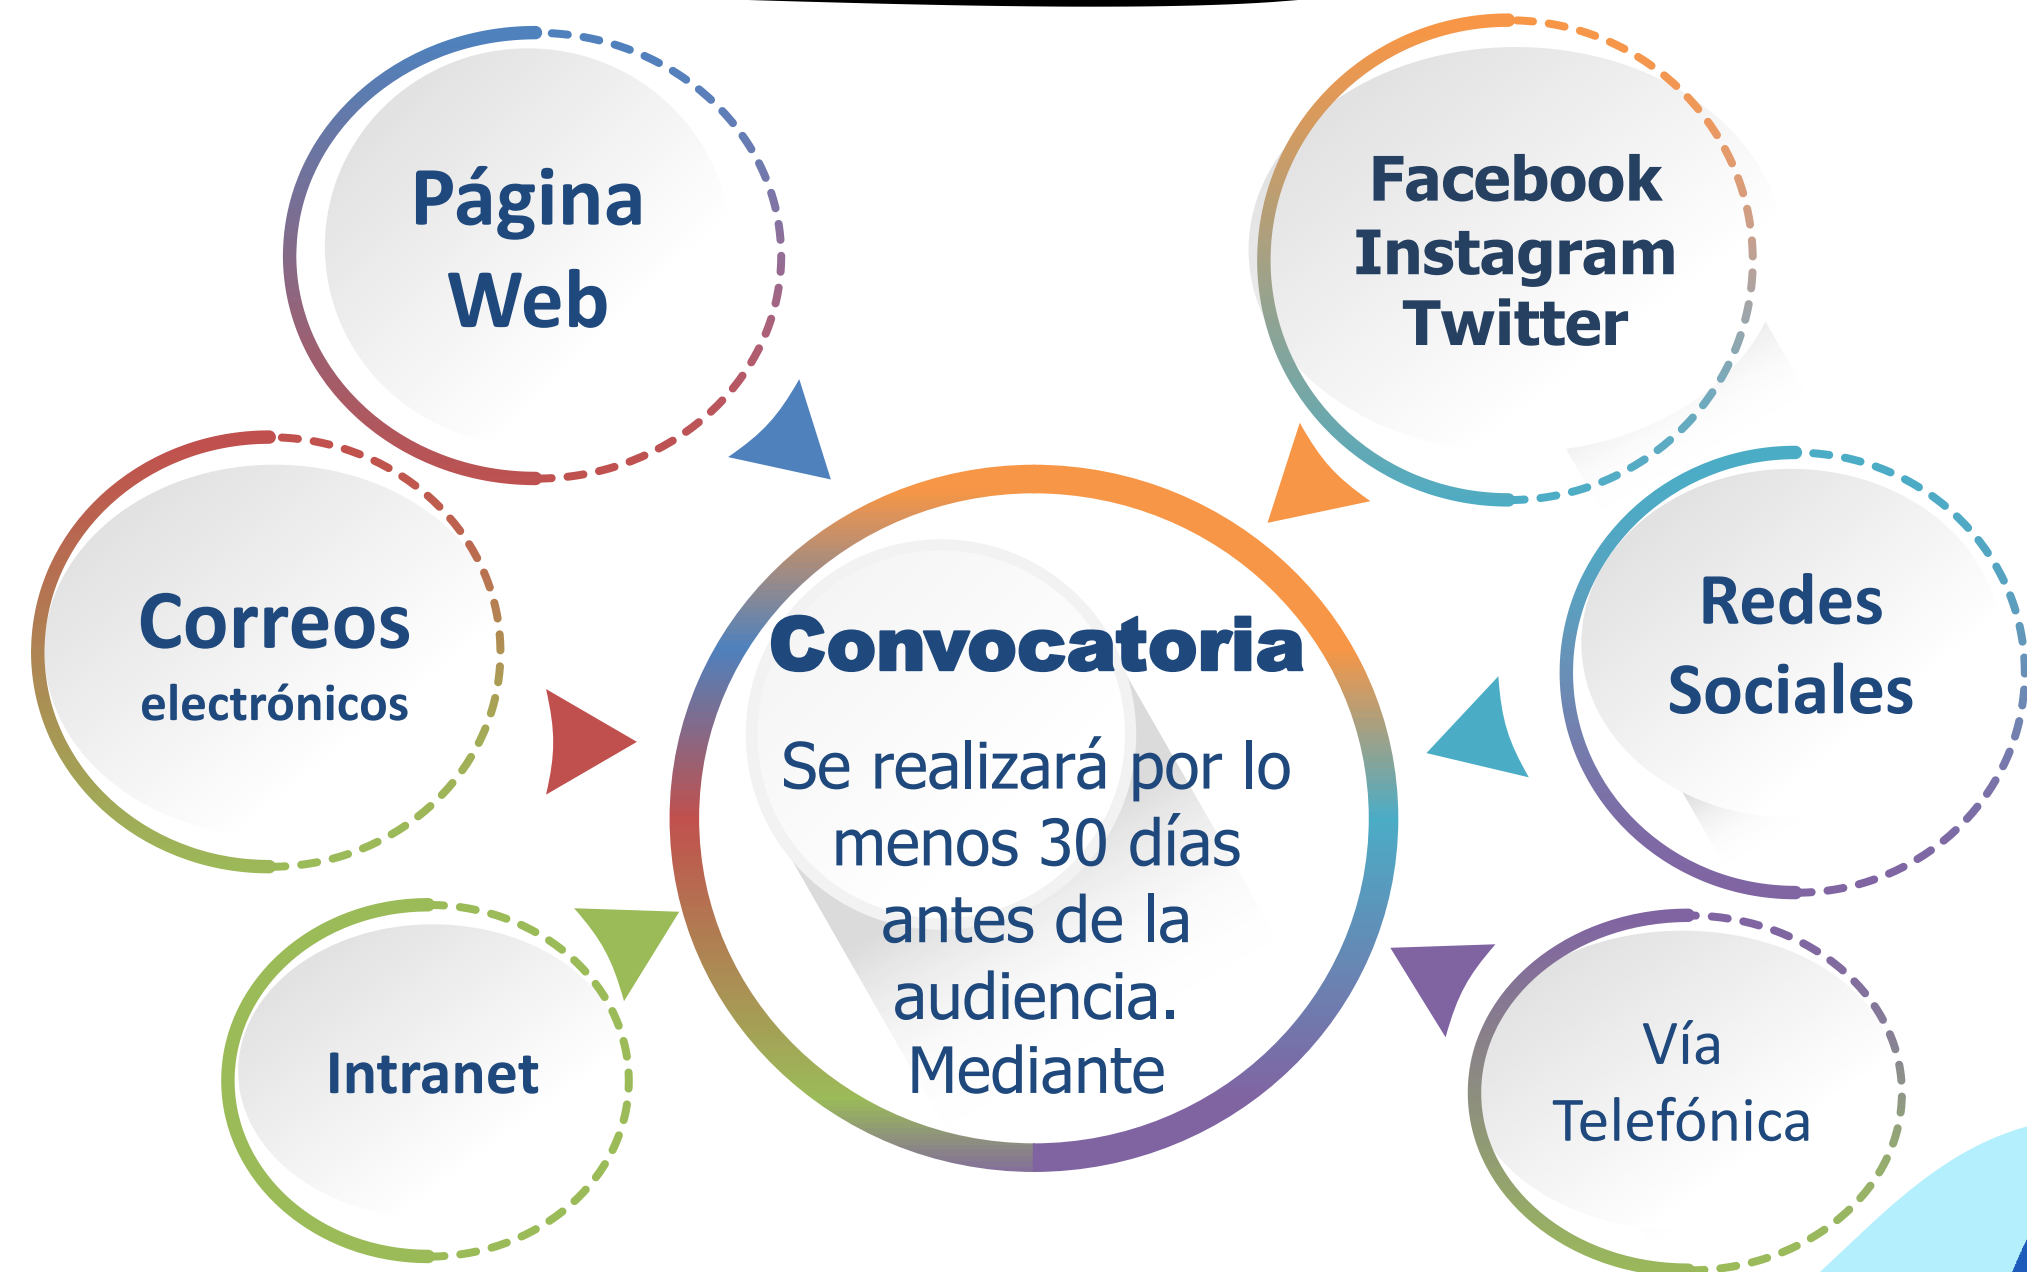 Página
Web
Facebook
Instagram
Twitter
Correos
electrónicos
Convocatoria
Se realizará por lo
menos 30 días
antes de la
audiencia.
Mediante
Redes
Sociales
Intranet
Vía
Telefónica